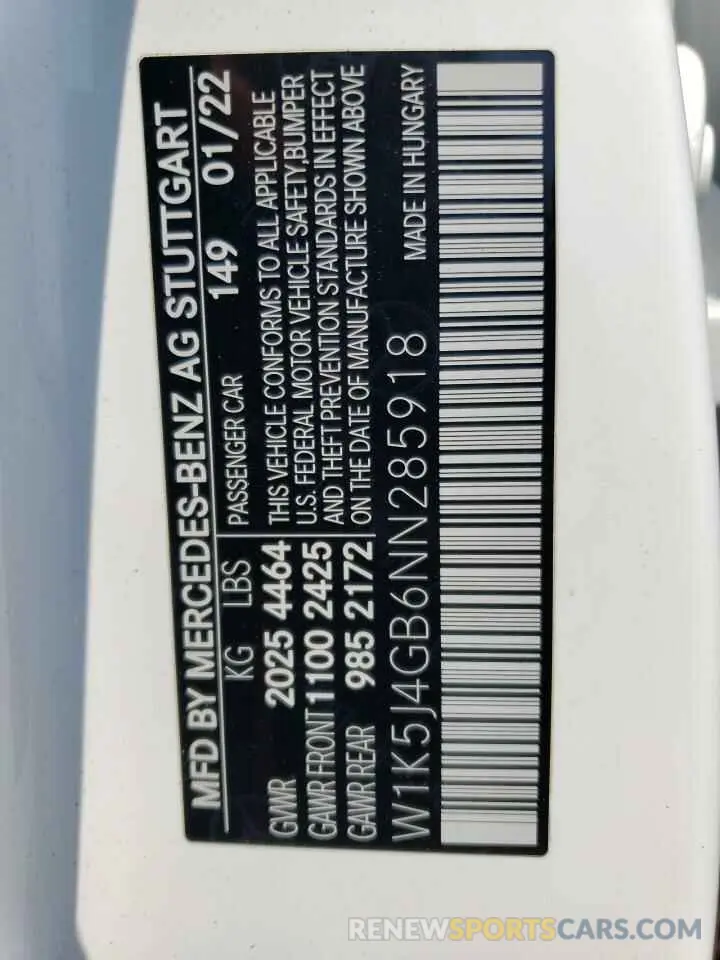 MFD BY MERCEDES-BENZ AG STUTTGART
KG LBS PASSENGER CAR 149 01/22
GWR 2025 4464 THIS VEHICLE CONFORMS TO ALL APPLICABLE
GAWR FRONT 1100 2425 U.S. FEDERAL MOTOR VEHICLE SAFETY,BUMPER
AND THEFT PREVENTION STANDARDS IN EFFECT
GAWR REAR 985 2172 ON THE DATE OF MANUFACTURE SHOWN ABOVE
W1K5J4GB6NN285918 MADE IN HUNGARY
RENEWSPORTSCARS.COM